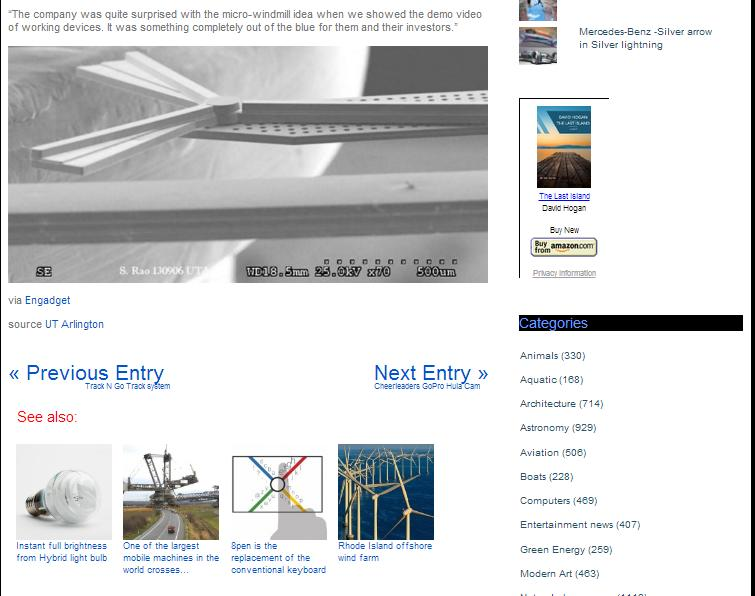 “The company was quite surprised with the micro-windmill idea when we showed the demo video
of working devices. It was something completely out of the blue for them and their investors.”
SE
S. Rao 130906 UTA
WD18.5mm 25.0kV x70 500um
via Engadget
source UT Arlington
« Previous Entry
Track N Go Track system
Next Entry »
Cheerleaders GoPro Hula Cam
See also:
Instant full brightness
from Hybrid light bulb
One of the largest
mobile machines in the
world crosses...
8pen is the
replacement of the
conventional keyboard
Rhode Island offshore
wind farm
Mercedes-Benz -Silver arrow
in Silver lightning
DAVID HOGAN
THE LAST ISLAND
The Last Island
David Hogan
Buy New
Buy from amazon.com
Privacy Information
Categories
Animals (330)
Aquatic (168)
Architecture (714)
Astronomy (929)
Aviation (506)
Boats (228)
Computers (469)
Entertainment news (407)
Green Energy (259)
Modern Art (463)